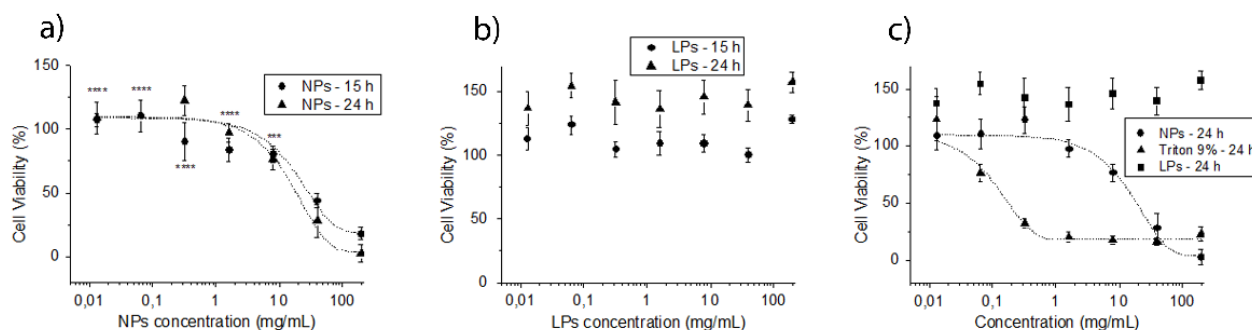 a)
150
100
50
0
Cell Viability (%)
**** **** **** ***
****
NPs - 15 h
NPs - 24 h
0,01 0,1 1 10 100
NPs concentration (mg/mL)
b)
150
100
50
0
Cell Viability (%)
LPs - 15 h
LPs - 24 h
0,01 0,1 1 10 100
LPs concentration (mg/mL)
c)
150
100
50
0
Cell Viability (%)
NPs - 24 h
Triton 9% - 24 h
LPs - 24 h
0,01 0,1 1 10 100
Concentration (mg/mL)